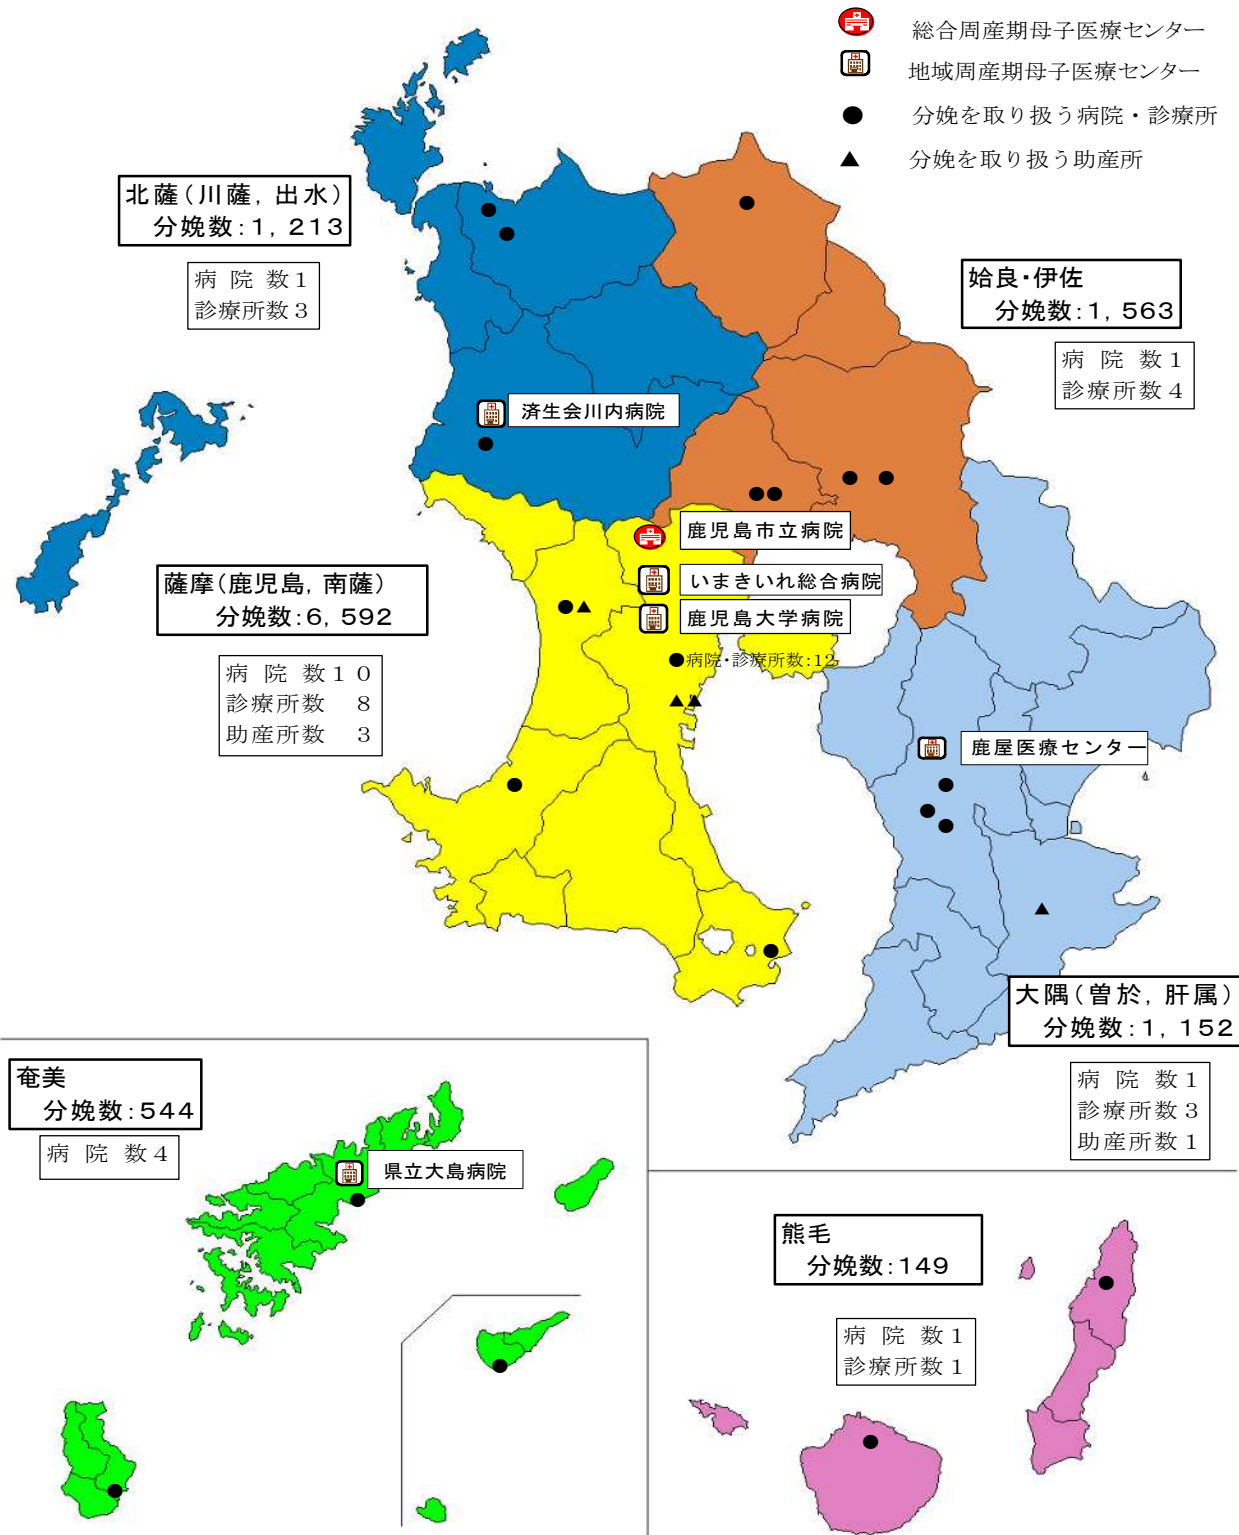 総合周産期母子医療センター
地域周産期母子医療センター
分娩を取り扱う病院・診療所
分娩を取り扱う助産所
北薩(川薩, 出水)
分娩数:1, 213
病 院 数1
診療所数3
姶良・伊佐
分娩数:1, 563
病 院 数1
診療所数4
済生会川内病院
鹿児島市立病院
いまきいれ総合病院
鹿児島大学病院
●病院・診療所数:12
薩摩(鹿児島, 南薩)
分娩数:6, 592
病 院 数10
診療所数 8
助産所数 3
鹿屋医療センター
大隅(曽於, 肝属)
分娩数:1, 152
病 院 数1
診療所数3
助産所数1
奄美
分娩数:544
病 院 数4
県立大島病院
熊毛
分娩数:149
病 院 数1
診療所数1